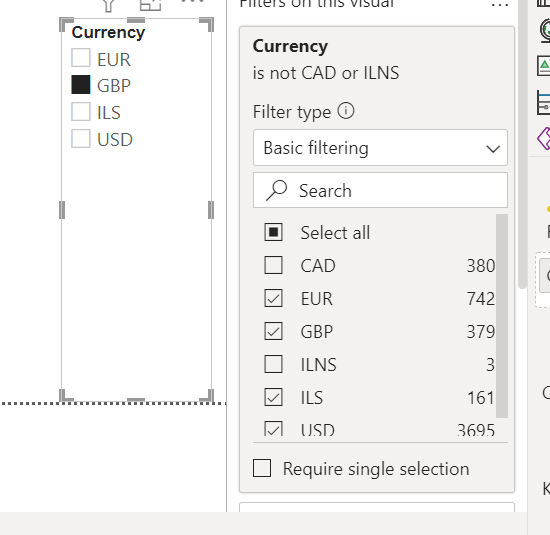 Filters on this visual
Currency
EUR
GBP
ILS
USD
Currency
is not CAD or ILNS
Filter type
Basic filtering
Search
Select all
CAD 380
EUR 742
GBP 379
ILNS 3
ILS 161
USD 3695
Require single selection